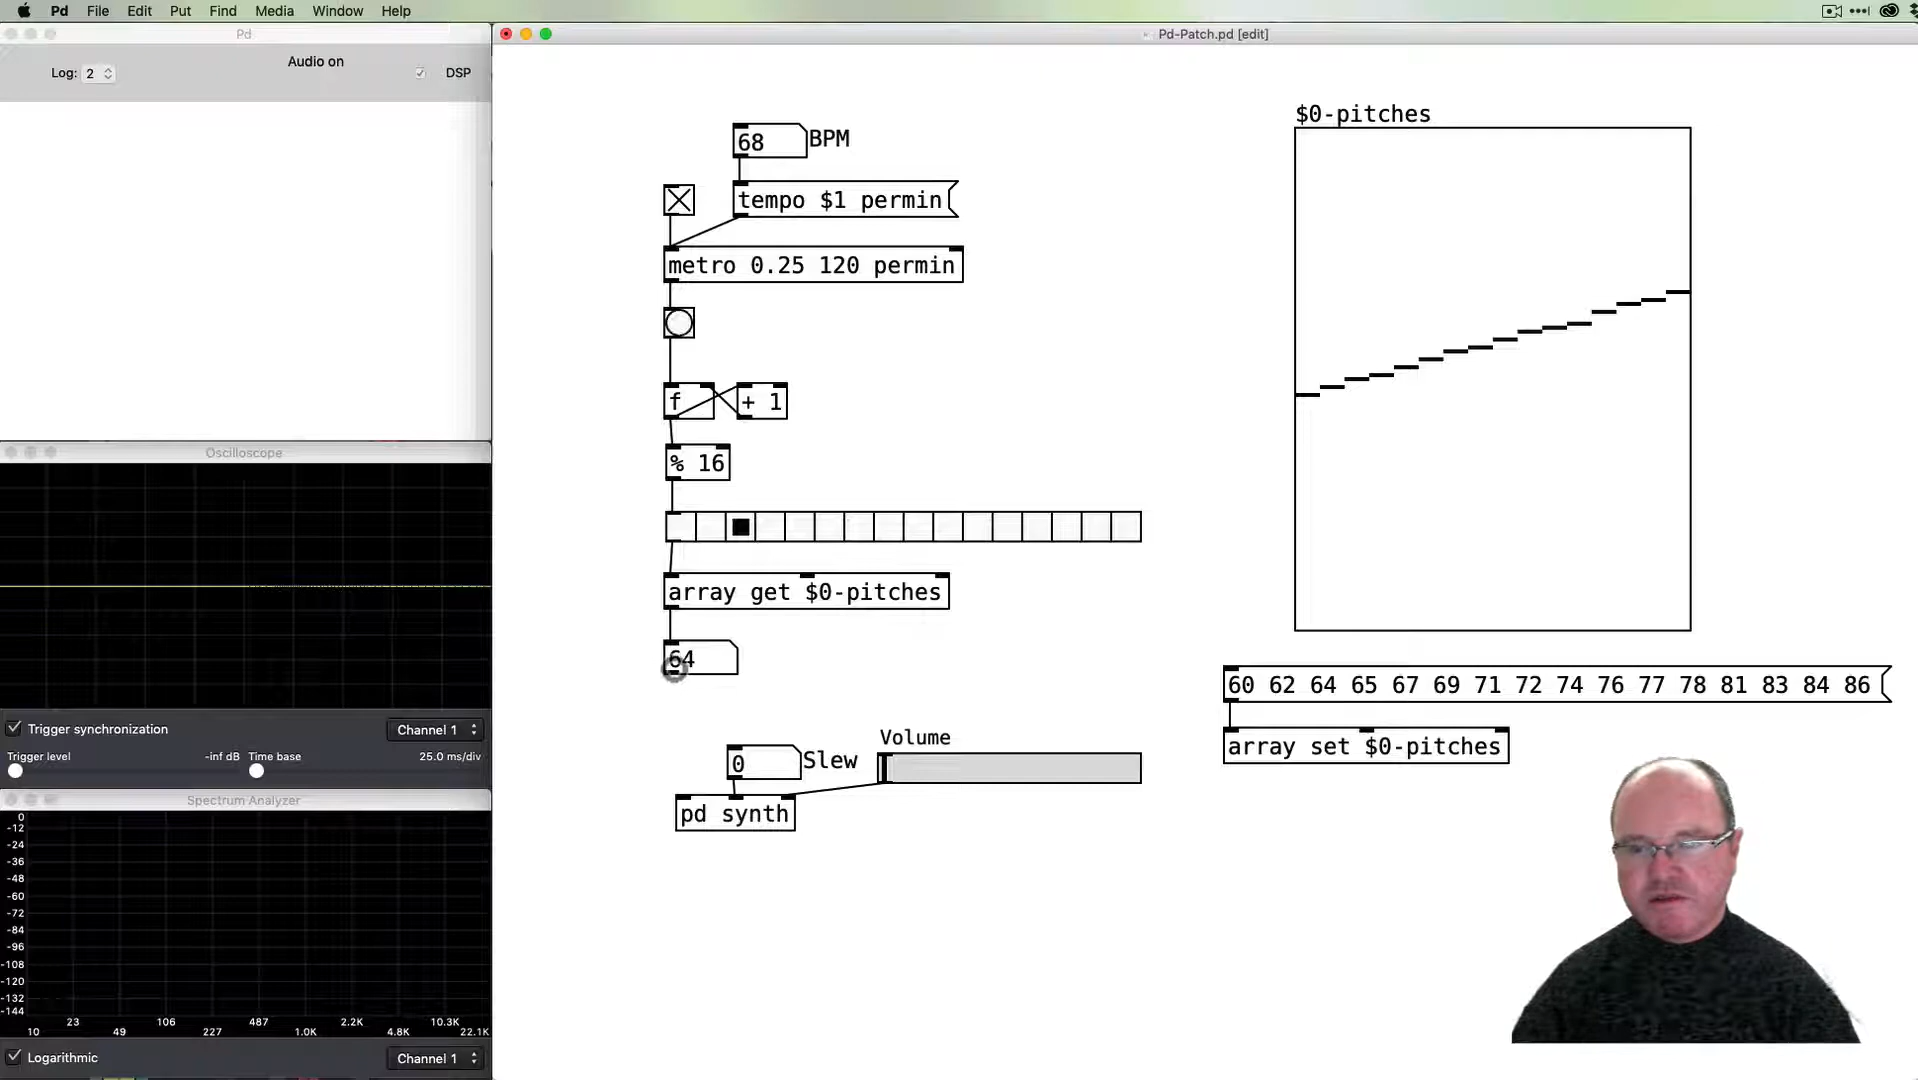 Pd File Edit Put Find Media Window Help
Pd
Audio on
Log: 2
DSP
Oscilloscope
Trigger synchronization
Channel 1
Trigger level
-inf dB
Time base
25.0 ms/div
Spectrum Analyzer
0
-12
-24
-36
-48
-60
-72
-84
-96
-108
-120
-132
-144
23 106 487 2.2K 10.3K
10 49 227 1.0K 4.8K 22.1K
Logarithmic
Channel 1
Pd-Patch.pd [edit]
68
BPM
tempo $1 permin
metro 0.25 120 permin
f
+ 1
% 16
array get $0-pitches
64
0
Slew
Volume
pd synth
$0-pitches
60 62 64 65 67 69 71 72 74 76 77 78 81 83 84 86
array set $0-pitches